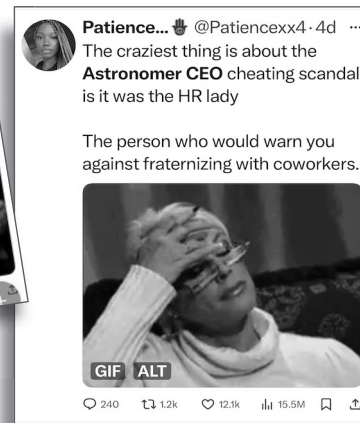 Patience... @Patiencexx4 · 4d ...
The craziest thing is about the
Astronomer CEO cheating scandal
is it was the HR lady
The person who would warn you
against fraternizing with coworkers.
GIF ALT
240 1.2k 12.1k 15.5M